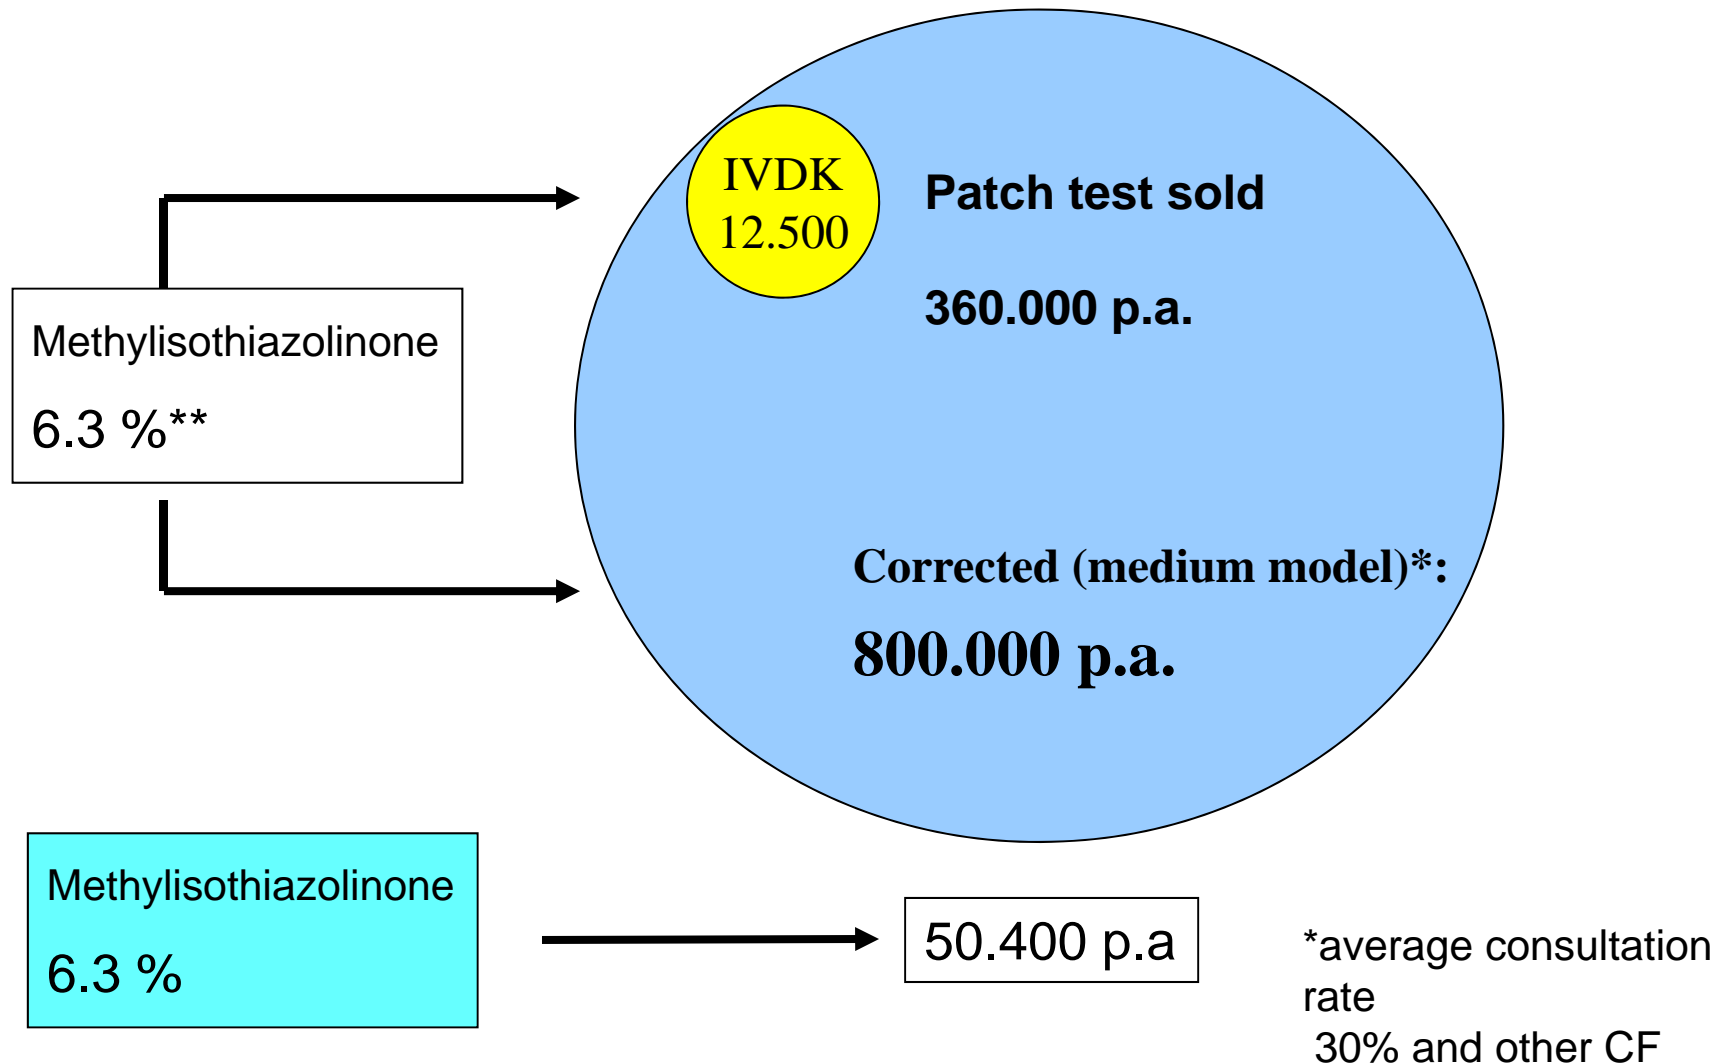 IVDK
12.500
Patch test sold
360.000 p.a.
Methylisothiazolinone
6.3 %**
Corrected (medium model)*:
800.000 p.a.
Methylisothiazolinone
6.3 %
50.400 p.a
*average consultation
rate
30% and other CF